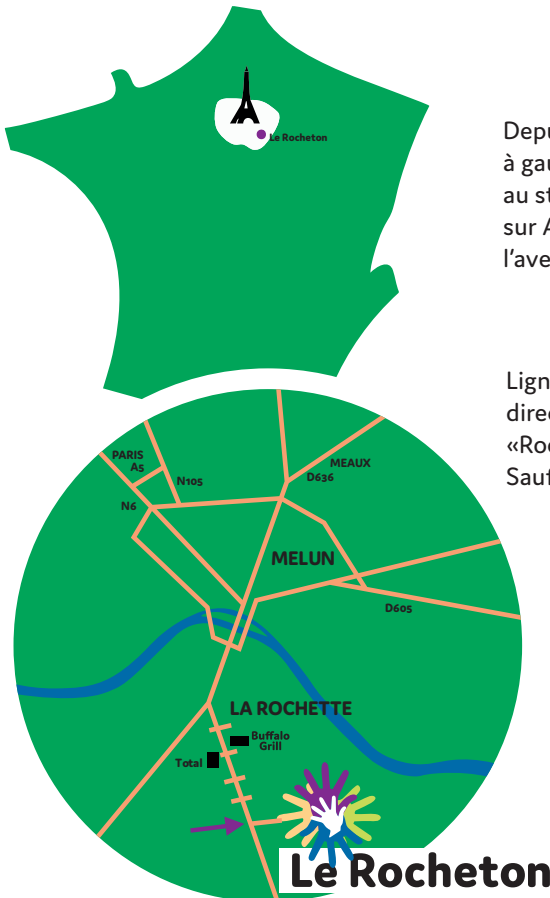 Le Rocheton
Depu
à gau
au st
sur A
l'ave
Lign
direc
«Roc
Sauf
PARIS
A5
N105
N6
MEAUX
D636
MELUN
D605
LA ROCHETTE
Buffalo
Grill
Total
Le Rocheton